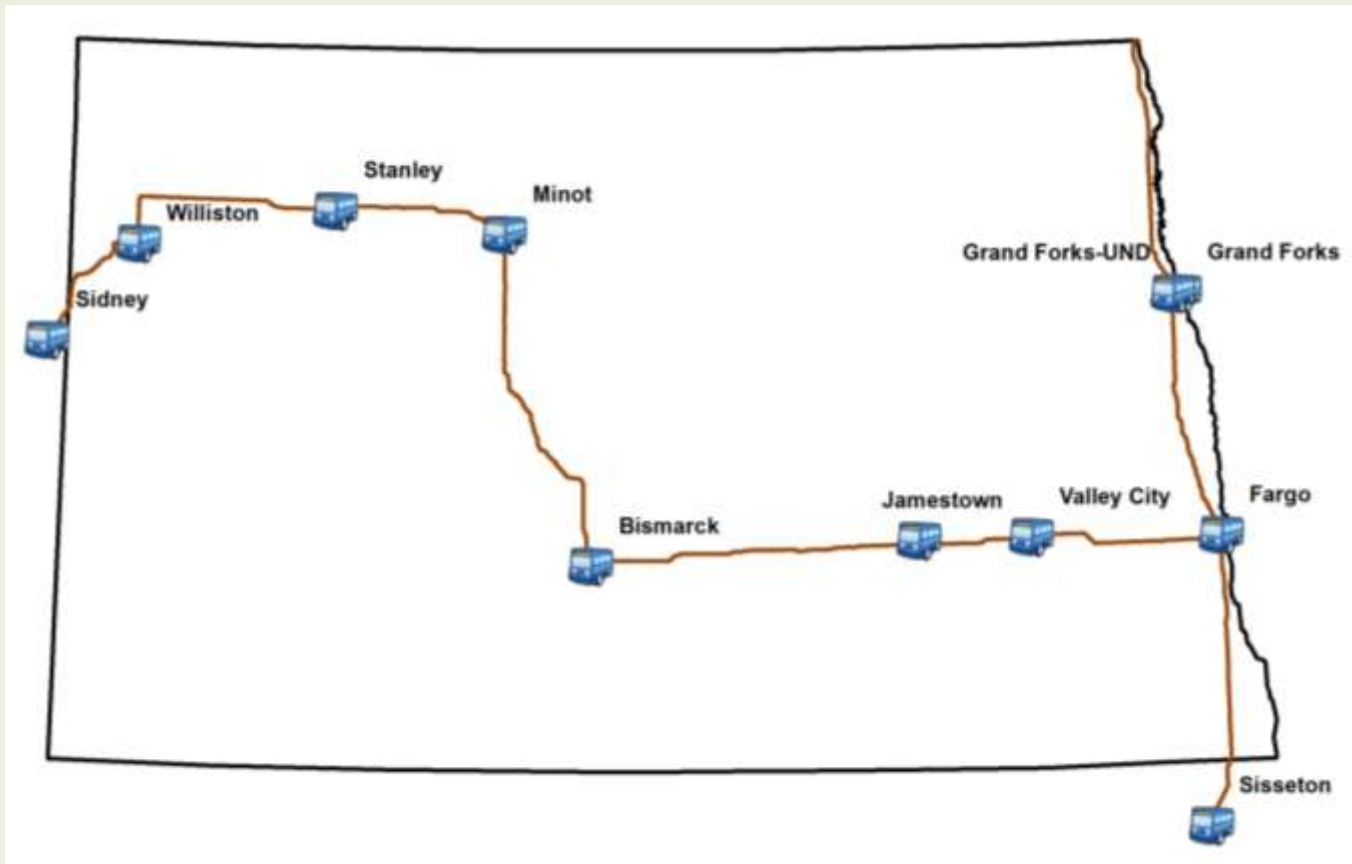 Stanley
Minot
Williston
Grand Forks-UND
Grand Forks
Sidney
Jamestown
Valley City
Fargo
Bismarck
Sisseton